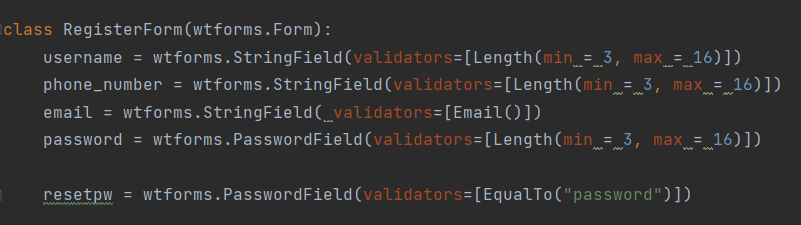 class RegisterForm(wtforms.Form):
    username = wtforms.StringField(validators=[Length(min = 3, max = 16)])
    phone_number = wtforms.StringField(validators=[Length(min = 3, max = 16)])
    email = wtforms.StringField( validators=[Email()])
    password = wtforms.PasswordField(validators=[Length(min = 3, max = 16)])
    resetpw = wtforms.PasswordField(validators=[EqualTo("password")])